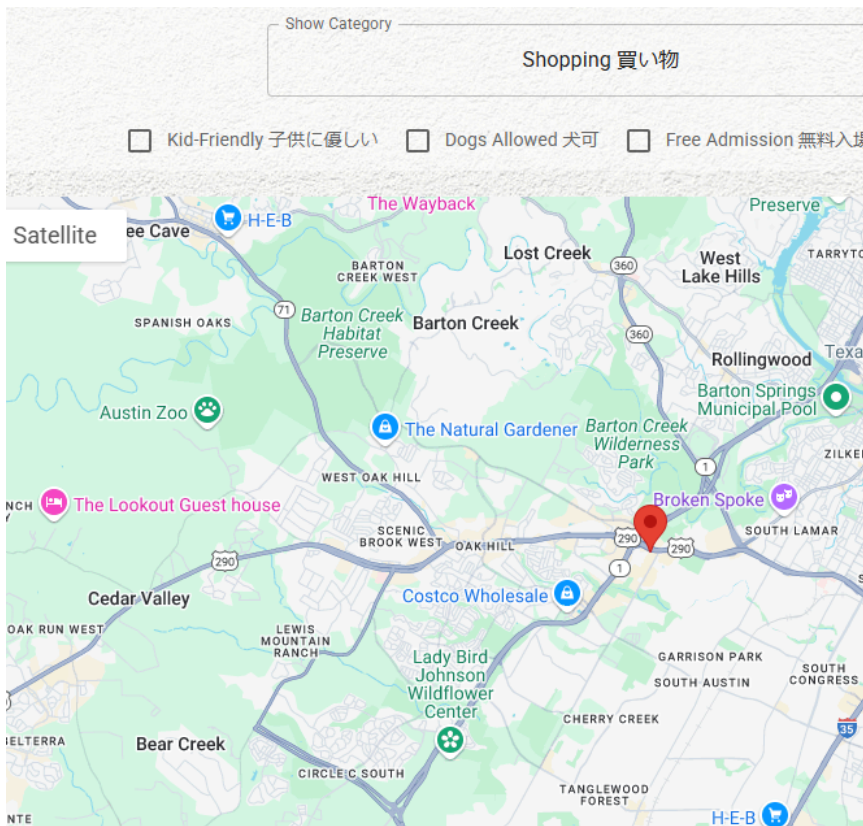 Show Category
Shopping 買い物
Kid-Friendly 子供に優しい
Dogs Allowed 犬可
Free Admission 無料入場
Satellite
ee Cave
H-E-B
The Wayback
Preserve
Lost Creek
360
West
Lake Hills
TARRYTO
BARTON
CREEK WEST
71
SPANISH OAKS
Barton Creek
Habitat
Preserve
Barton Creek
360
Rollingwood
Texa
Barton Springs
Municipal Pool
Austin Zoo
The Natural Gardener
Barton Creek
Wilderness
Park
ZILKE
1
WEST OAK HILL
NCH
The Lookout Guest house
Broken Spoke
SCENIC
BROOK WEST
OAK HILL
290
290
SOUTH LAMAR
290
1
Cedar Valley
Costco Wholesale
OAK RUN WEST
LEWIS
MOUNTAIN
RANCH
Lady Bird
Johnson
Wildflower
Center
GARRISON PARK
SOUTH AUSTIN
SOUTH
CONGRESS
CHERRY CREEK
35
BELTERRA
Bear Creek
CIRCLE C SOUTH
TANGLEWOOD
FOREST
H-E-B
NTE